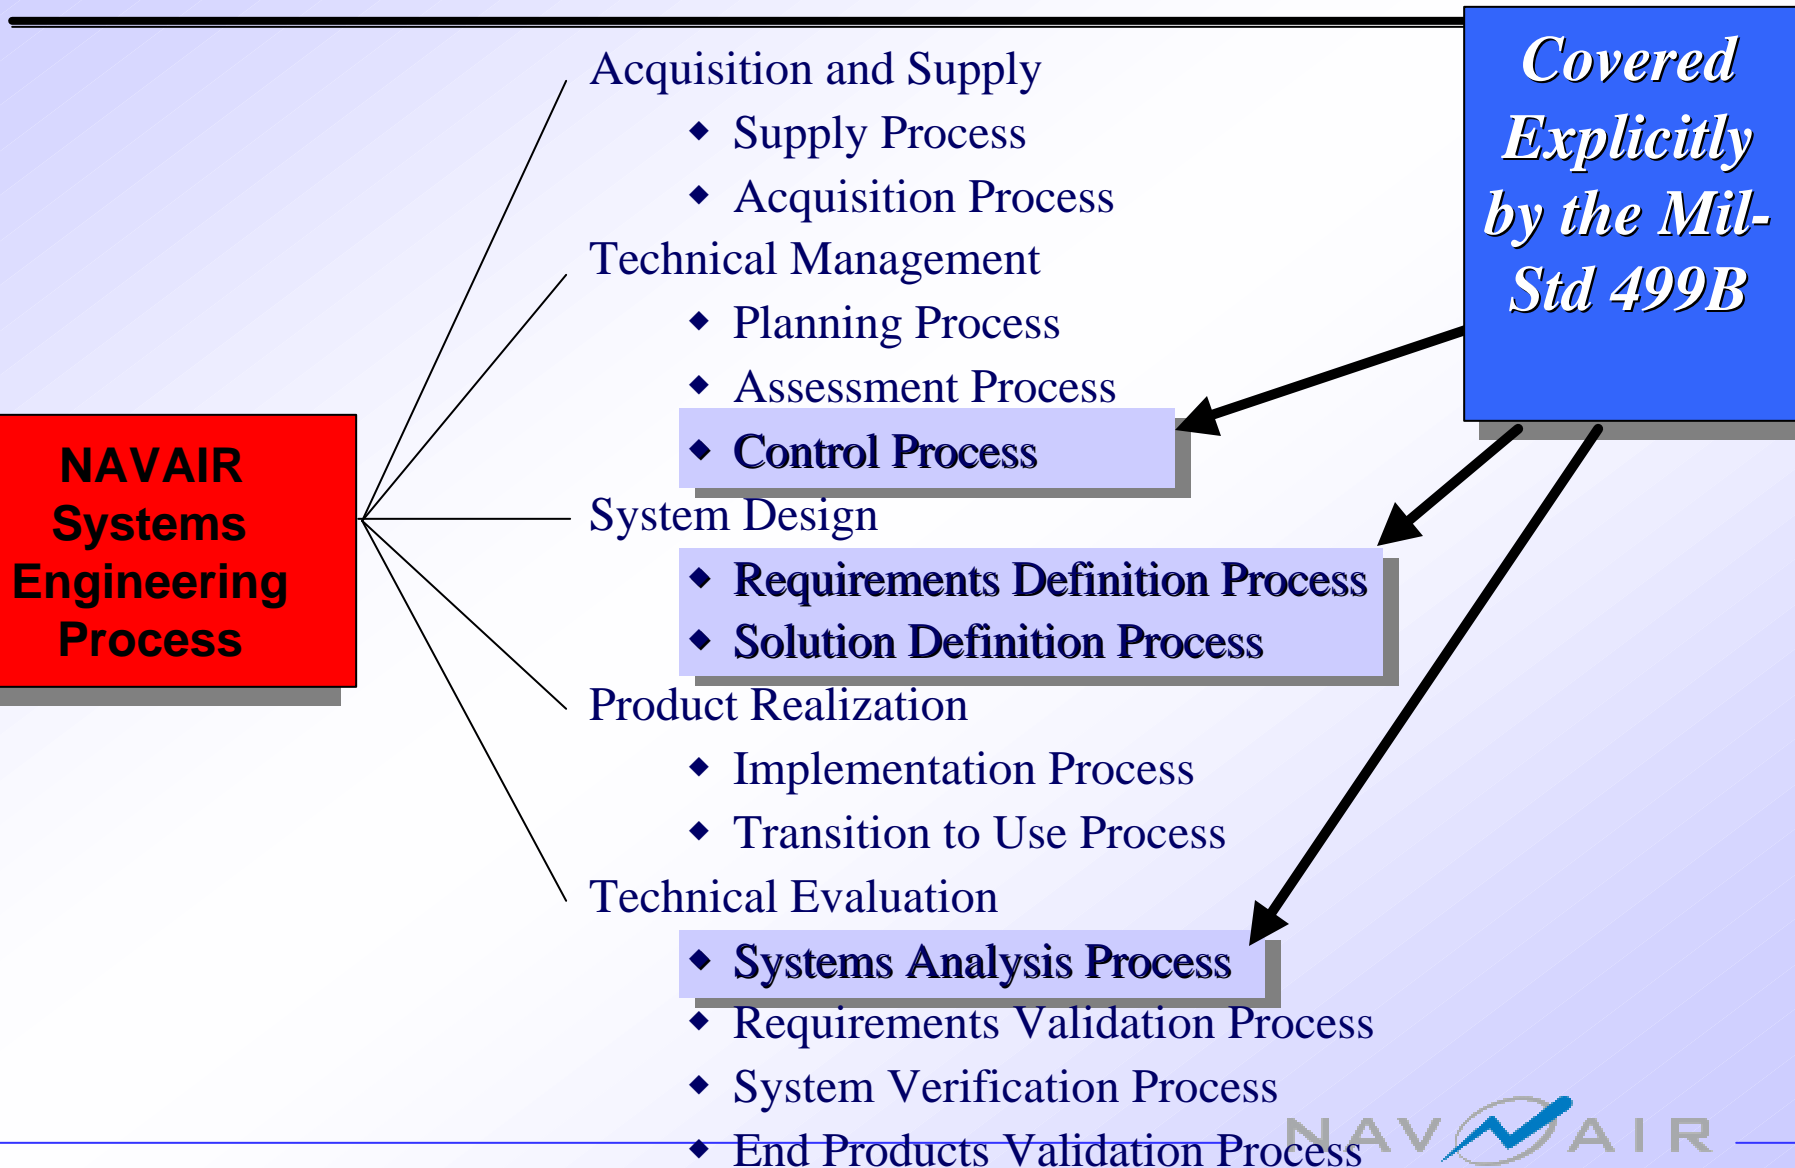 Acquisition and Supply
Supply Process
Acquisition Process
Technical Management
Planning Process
Assessment Process
Control Process
System Design
Requirements Definition Process
Solution Definition Process
Product Realization
Implementation Process
Transition to Use Process
Technical Evaluation
Systems Analysis Process
Requirements Validation Process
System Verification Process
End Products Validation Process
NAVAIR
Systems
Engineering
Process
Covered
Explicitly
by the Mil-
Std 499B
NAVAIR